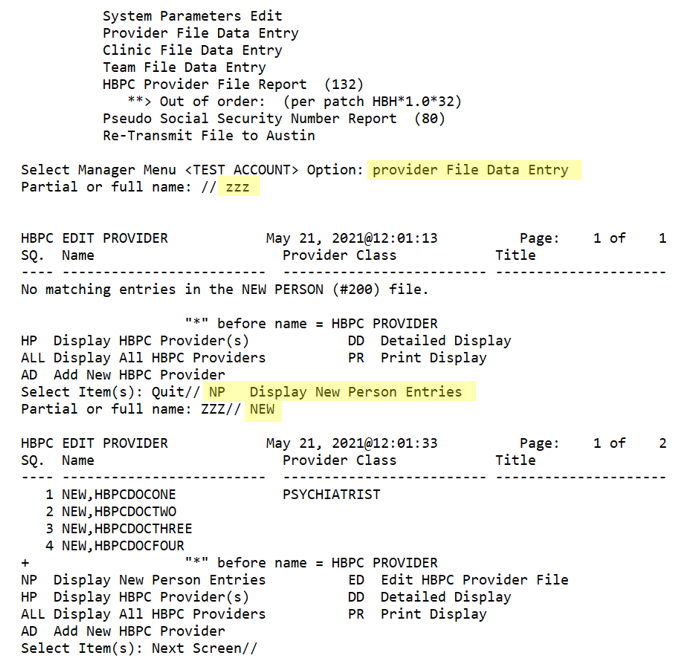 System Parameters Edit
Provider File Data Entry
Clinic File Data Entry
Team File Data Entry
HBPC Provider File Report  (132)
**> Out of order:  (per patch HBH*1.0*32)
Pseudo Social Security Number Report  (80)
Re-Transmit File to Austin
Select Manager Menu <TEST ACCOUNT> Option: provider File Data Entry
Partial or full name: // zzz
HBPC EDIT PROVIDER            May 21, 2021@12:01:13          Page:    1 of    1
SQ.  Name                       Provider Class            Title
---- -------------------------  ------------------------- ---------------------
No matching entries in the NEW PERSON (#200) file.
"*" before name = HBPC PROVIDER
HP  Display HBPC Provider(s)            DD  Detailed Display
ALL Display All HBPC Providers          PR  Print Display
AD  Add New HBPC Provider
Select Item(s): Quit// NP   Display New Person Entries
Partial or full name: ZZZ// NEW
HBPC EDIT PROVIDER            May 21, 2021@12:01:33          Page:    1 of    2
SQ.  Name                       Provider Class            Title
---- -------------------------  ------------------------- ---------------------
1 NEW,HBPCDOCONE             PSYCHIATRIST
2 NEW,HBPCDOCTWO
3 NEW,HBPCDOCTHREE
4 NEW,HBPCDOCFOUR
+                   "*" before name = HBPC PROVIDER
NP  Display New Person Entries          ED  Edit HBPC Provider File
HP  Display HBPC Provider(s)            DD  Detailed Display
ALL Display All HBPC Providers          PR  Print Display
AD  Add New HBPC Provider
Select Item(s): Next Screen//